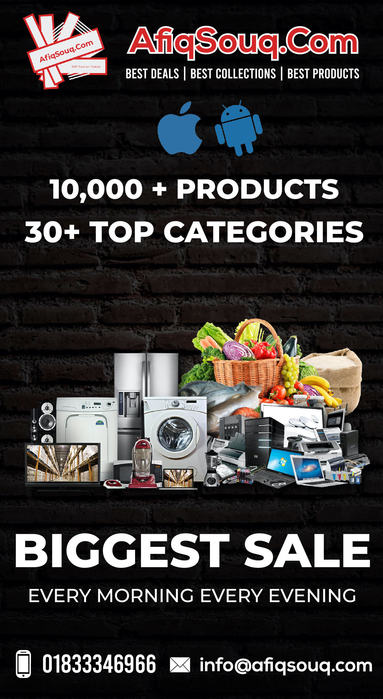 AfiqSouq.Com
AfiqSouq.Com
BEST DEALS | BEST COLLECTIONS | BEST PRODUCTS
10,000 + PRODUCTS
30+ TOP CATEGORIES
BIGGEST SALE
EVERY MORNING EVERY EVENING
01833346966 info@afiqsouq.com